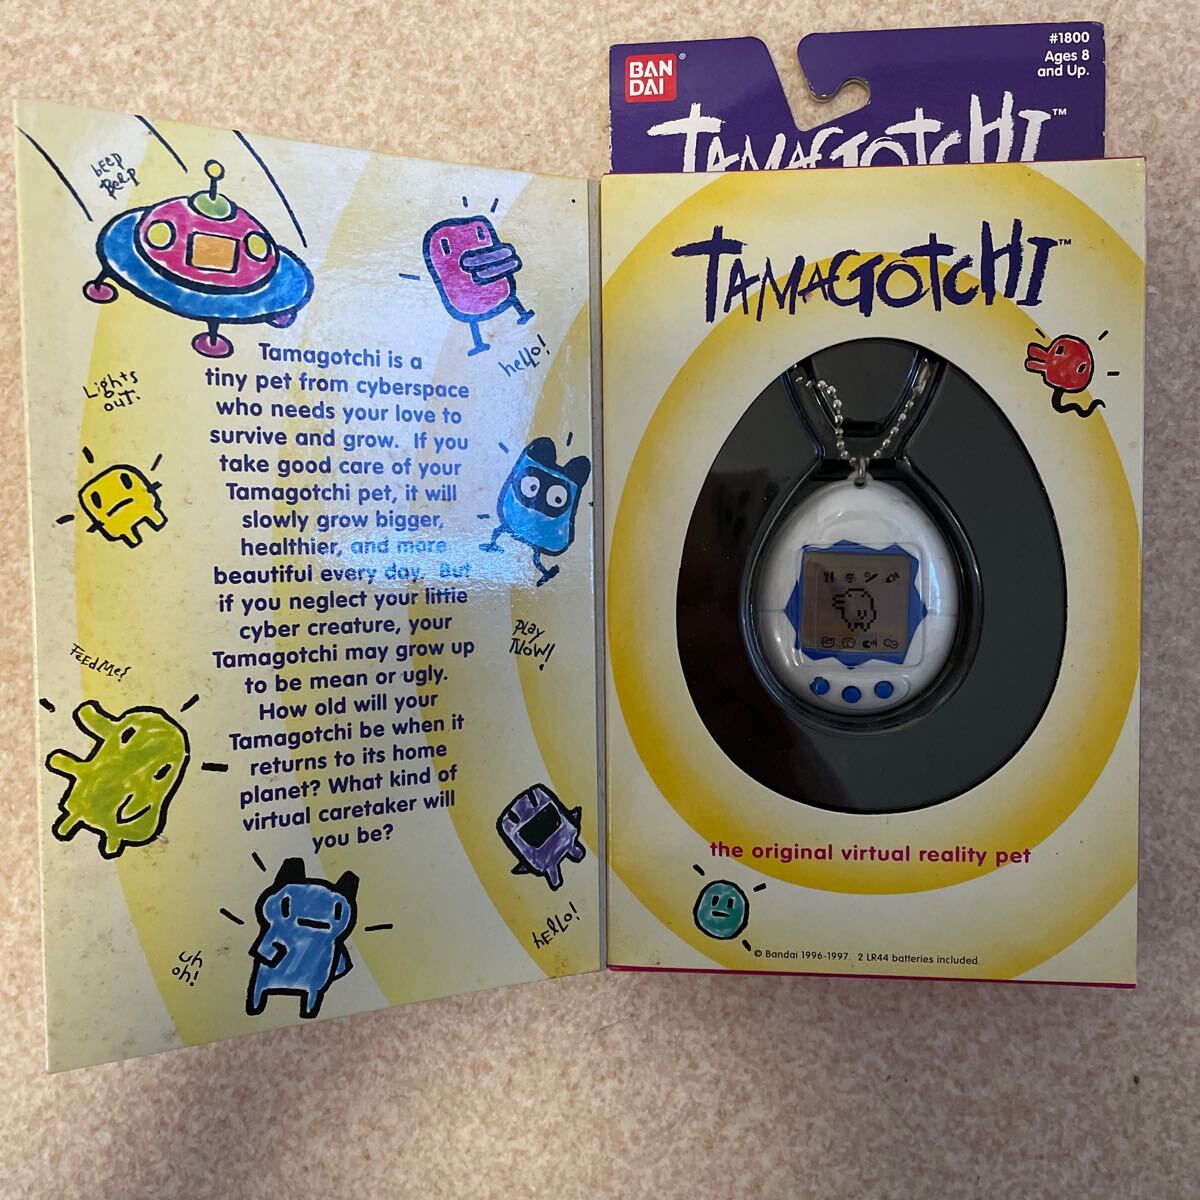 beep
Beep
Lights
out.
hello!
Tamagotchi is a
tiny pet from cyberspace
who needs your love to
survive and grow. If you
take good care of your
Tamagotchi pet, it will
slowly grow bigger,
healthier, and more
beautiful every day. But
if you neglect your little
cyber creature, your
Tamagotchi may grow up
to be mean or ugly.
How old will your
Tamagotchi be when it
returns to its home
planet? What kind of
virtual caretaker will
you be?
Play
Now!
Feed Me!
hello!
uh
oh!
BAN
DAI
®
#1800
Ages 8
and Up.
TAMAGOTCHI™
TAMAGOTCHI™
the original virtual reality pet
© Bandai 1996-1997. 2 LR44 batteries included.